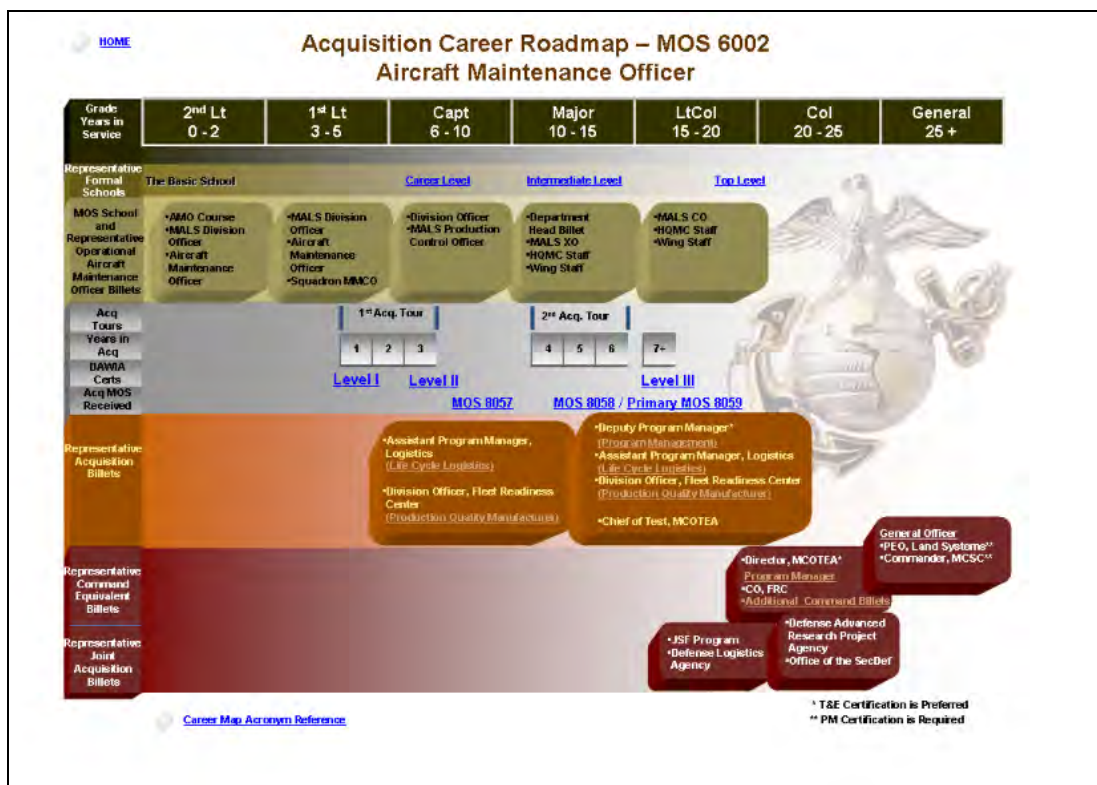 HOME
Acquisition Career Roadmap – MOS 6002
Aircraft Maintenance Officer
Grade
Years in
Service
2nd Lt
0 - 2
1st Lt
3 - 5
Capt
6 - 10
Major
10 - 15
LtCol
15 - 20
Col
20 - 25
General
25 +
Representative
Formal
Schools
The Basic School
Career Level
Intermediate Level
Top Level
MOS School
and
Representative
Operational
Aircraft
Maintenance
Officer Billets
•AMO Course
•MALS Division
Officer
•Aircraft
Maintenance
Officer
•MALS Division
Officer
•Aircraft
Maintenance
Officer
•Squadron MMCO
•Division Officer
•MALS Production
Control Officer
•Department
Head Billet
•MALS XO
•HQMC Staff
•Wing Staff
•MALS CO
•HQMC Staff
•Wing Staff
Acq
Tours
1st Acq. Tour
2nd Acq. Tour
Years in
Acq
1 2 3
4 5 6
7+
DAWIA
Certs
Level I
Level II
Level III
Acq MOS
Received
MOS 8057
MOS 8058 / Primary MOS 8059
Representative
Acquisition
Billets
•Assistant Program Manager,
Logistics
(Life Cycle Logistics)
•Division Officer, Fleet Readiness
Center
(Production Quality Manufacturer)
•Deputy Program Manager*
(Program Management)
•Assistant Program Manager, Logistics
(Life Cycle Logistics)
•Division Officer, Fleet Readiness Center
(Production Quality Manufacturer)
•Chief of Test, MCOTEA
Representative
Command
Equivalent
Billets
•Director, MCOTEA*
Program Manager
•CO, FRC
•Additional Command Billets
General Officer
•PEO, Land Systems**
•Commander, MCSC**
Representative
Joint
Acquisition
Billets
•JSF Program
•Defense Logistics
Agency
•Defense Advanced
Research Project
Agency
•Office of the SecDef
Career Map Acronym Reference
* T&E Certification is Preferred
** PM Certification is Required